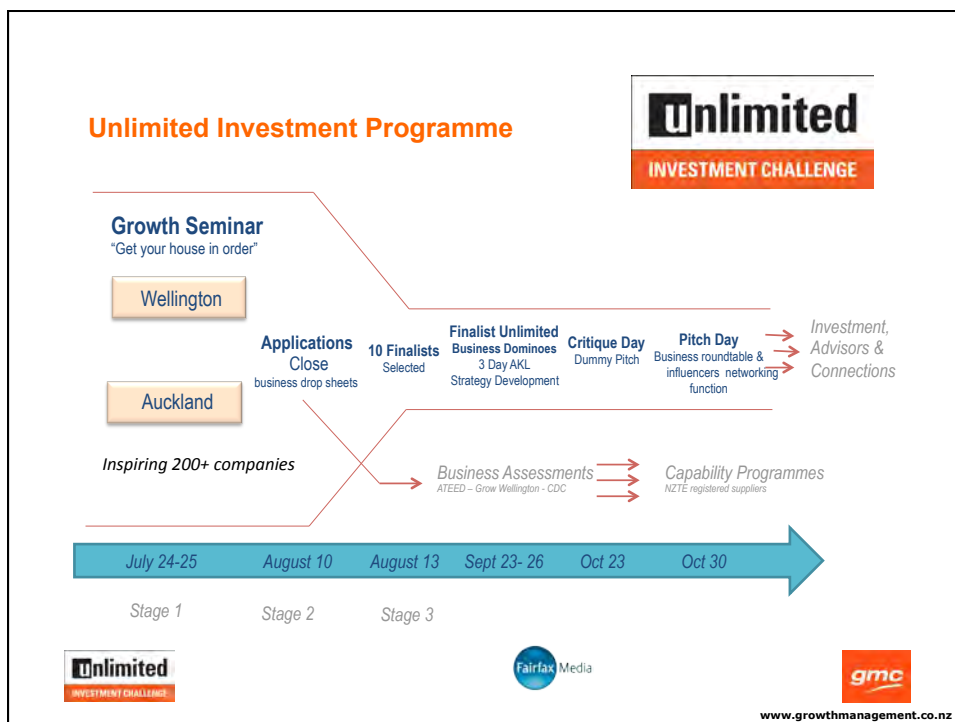 Unlimited Investment Programme
unlimited
INVESTMENT CHALLENGE
Growth Seminar
“Get your house in order”
Wellington
Auckland
Inspiring 200+ companies
Applications
Close
business drop sheets
10 Finalists
Selected
Finalist Unlimited
Business Dominoes
3 Day AKL
Strategy Development
Critique Day
Dummy Pitch
Pitch Day
Business roundtable &
influencers networking
function
Investment,
Advisors &
Connections
Business Assessments
ATEED – Grow Wellington - CDC
Capability Programmes
NZTE registered suppliers
July 24-25
August 10
August 13
Sept 23- 26
Oct 23
Oct 30
Stage 1
Stage 2
Stage 3
unlimited
INVESTMENT CHALLENGE
Fairfax Media
gmc
www.growthmanagement.co.nz